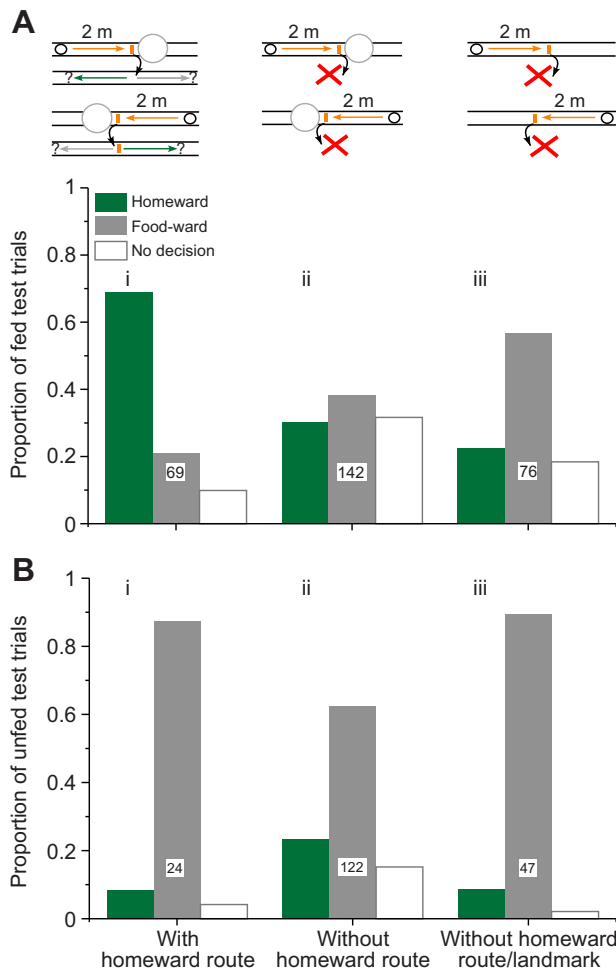 A
2 m
2 m
2 m
? ?
2 m
2 m
2 m
? ?
Proportion of fed test trials
1
0.8
0.6
0.4
0.2
0
Homeward
Food-ward
No decision
i
ii
iii
69
142
76
B
Proportion of unfed test trials
1
0.8
0.6
0.4
0.2
0
i
ii
iii
24
122
47
With
homeward route
Without
homeward route
Without homeward
route/landmark